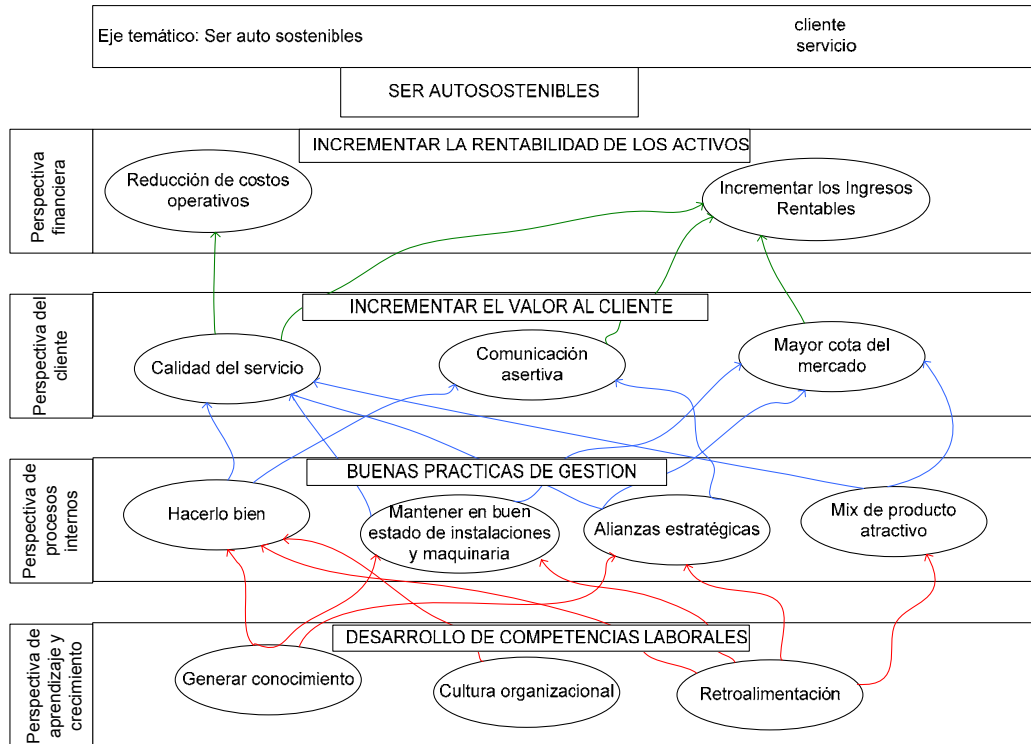 Eje temático: Ser auto sostenibles
cliente
servicio
SER AUTOSOSTENIBLES
Perspectiva
financiera
INCREMENTAR LA RENTABILIDAD DE LOS ACTIVOS
Reducción de costos
operativos
Incrementar los Ingresos
Rentables
Perspectiva del
cliente
INCREMENTAR EL VALOR AL CLIENTE
Calidad del servicio
Comunicación
asertiva
Mayor cota del
mercado
Perspectiva de
procesos
internos
BUENAS PRACTICAS DE GESTION
Hacerlo bien
Mantener en buen
estado de instalaciones
y maquinaria
Alianzas estratégicas
Mix de producto
atractivo
Perspectiva de
aprendizaje y
crecimiento
DESARROLLO DE COMPETENCIAS LABORALES
Generar conocimiento
Cultura organizacional
Retroalimentación